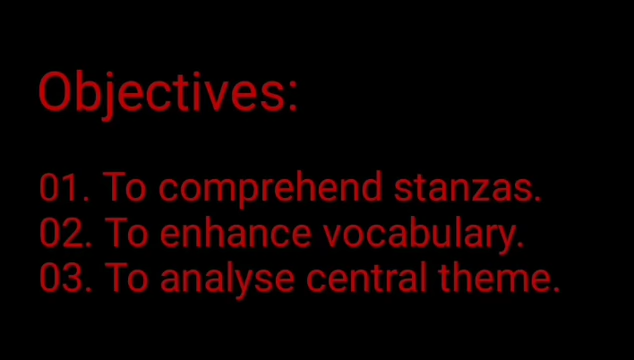 Objectives:
01. To comprehend stanzas.
02. To enhance vocabulary.
03. To analyse central theme.